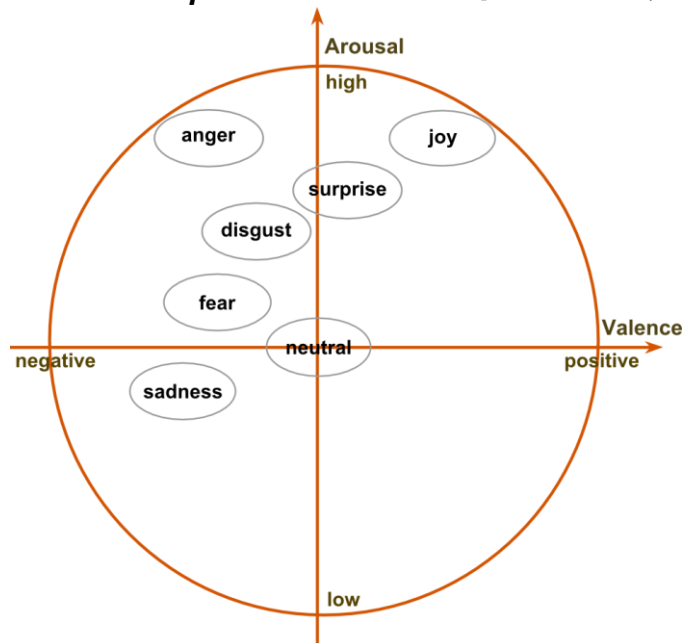 Arousal
high
anger
joy
surprise
disgust
fear
Valence
neutral
negative
positive
sadness
low